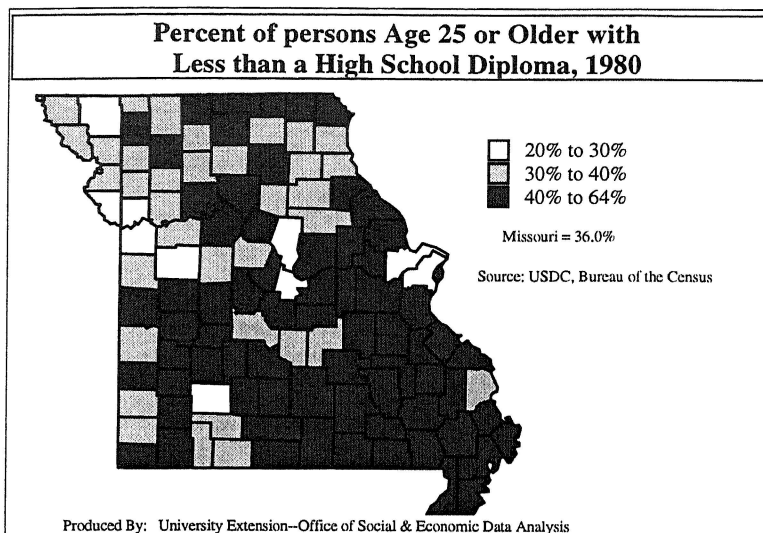 Percent of persons Age 25 or Older with
Less than a High School Diploma, 1980
20% to 30%
30% to 40%
40% to 64%
Missouri = 36.0%
Source: USDC, Bureau of the Census
Produced By: University Extension--Office of Social & Economic Data Analysis